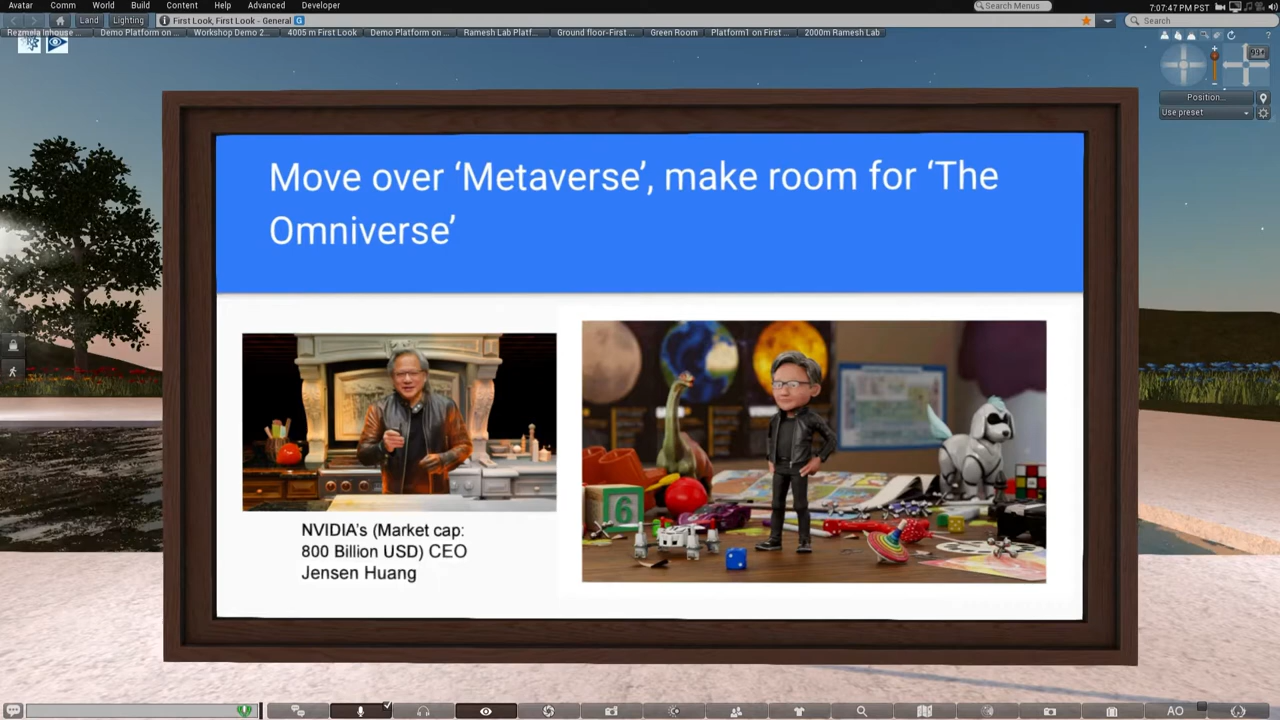 Avatar Comm World Build Content Help Advanced Developer
Search Menus
7:07:47 PM PST
Land Lighting
First Look, First Look - General G
Search
Rezmela Inhouse ... Demo Platform on ... Workshop Demo 2... 4005 m First Look Demo Platform on ... Ramesh Lab Platf... Ground floor-First ... Green Room Platform1 on First ... 2000m Ramesh Lab
99+
Position...
Use preset
Move over ‘Metaverse’, make room for ‘The
Omniverse’
6
NVIDIA's (Market cap:
800 Billion USD) CEO
Jensen Huang
AO